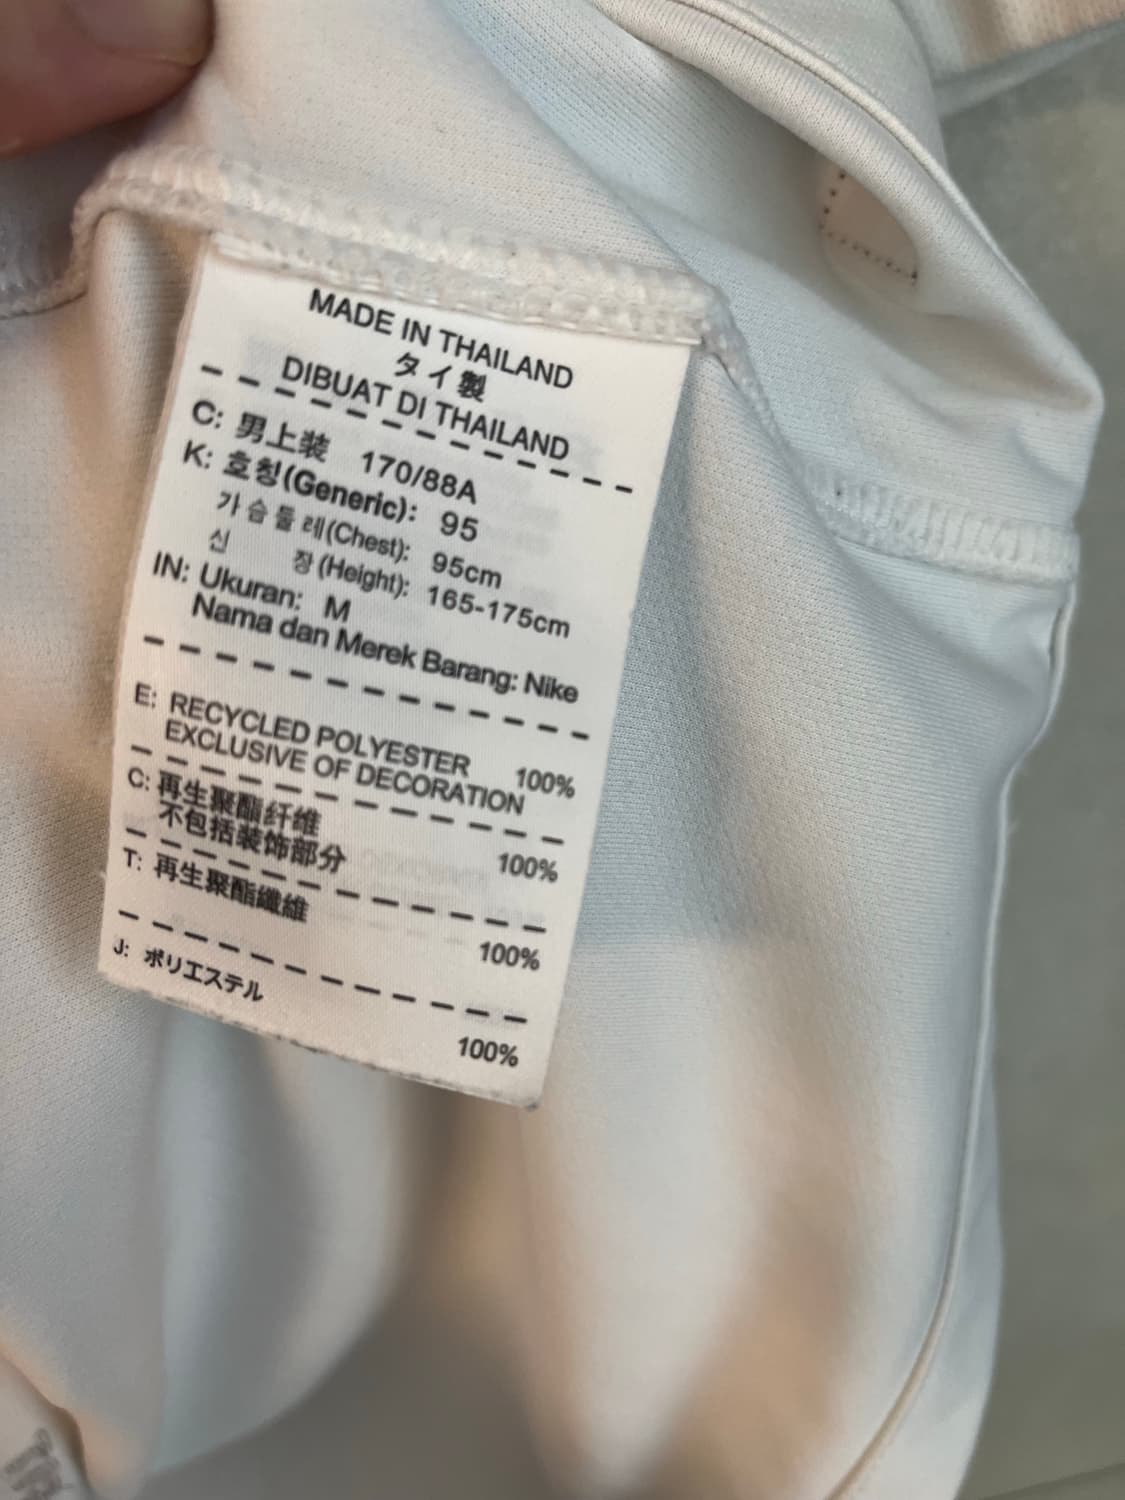 MADE IN THAILAND
タイ製
DIBUAT DI THAILAND
C: 男上装 170/88A
K: 호칭(Generic): 95
가슴둘레(Chest): 95cm
신 장 (Height): 165-175cm
IN: Ukuran: M
Nama dan Merek Barang: Nike
E: RECYCLED POLYESTER 100%
EXCLUSIVE OF DECORATION
C: 再生聚酯纤维 100%
不包括装饰部分
T: 再生聚酯纖維 100%
J: ポリエステル 100%